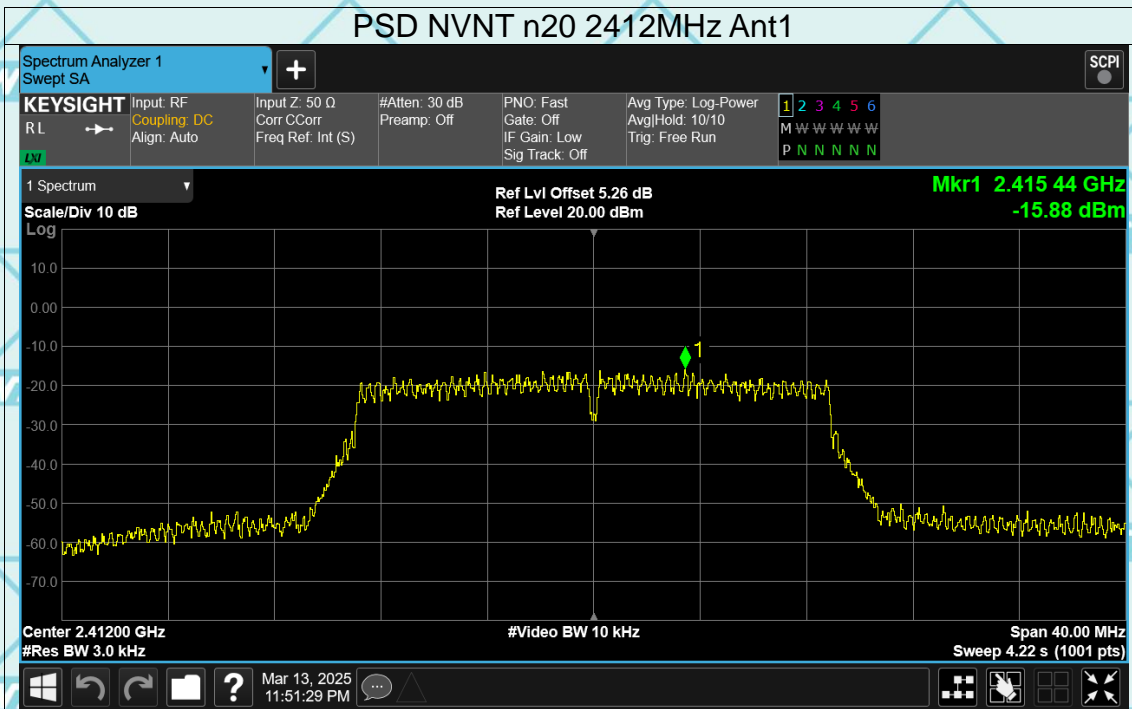 PSD NVNT n20 2412MHz Ant1
Spectrum Analyzer 1
Swept SA
+
SCPI
KEYSIGHT
R L
LXI
Input: RF
Coupling: DC
Align: Auto
Input Z: 50 Ω
Corr CCorr
Freq Ref: Int (S)
#Atten: 30 dB
Preamp: Off
PNO: Fast
Gate: Off
IF Gain: Low
Sig Track: Off
Avg Type: Log-Power
Avg|Hold: 10/10
Trig: Free Run
1 2 3 4 5 6
M W W W W W
P N N N N N
1 Spectrum
Scale/Div 10 dB
Ref Lvl Offset 5.26 dB
Ref Level 20.00 dBm
Mkr1 2.415 44 GHz
-15.88 dBm
Log
10.0
0.00
-10.0
-20.0
-30.0
-40.0
-50.0
-60.0
-70.0
1
Center 2.41200 GHz
#Res BW 3.0 kHz
#Video BW 10 kHz
Span 40.00 MHz
Sweep 4.22 s (1001 pts)
?
Mar 13, 2025
11:51:29 PM